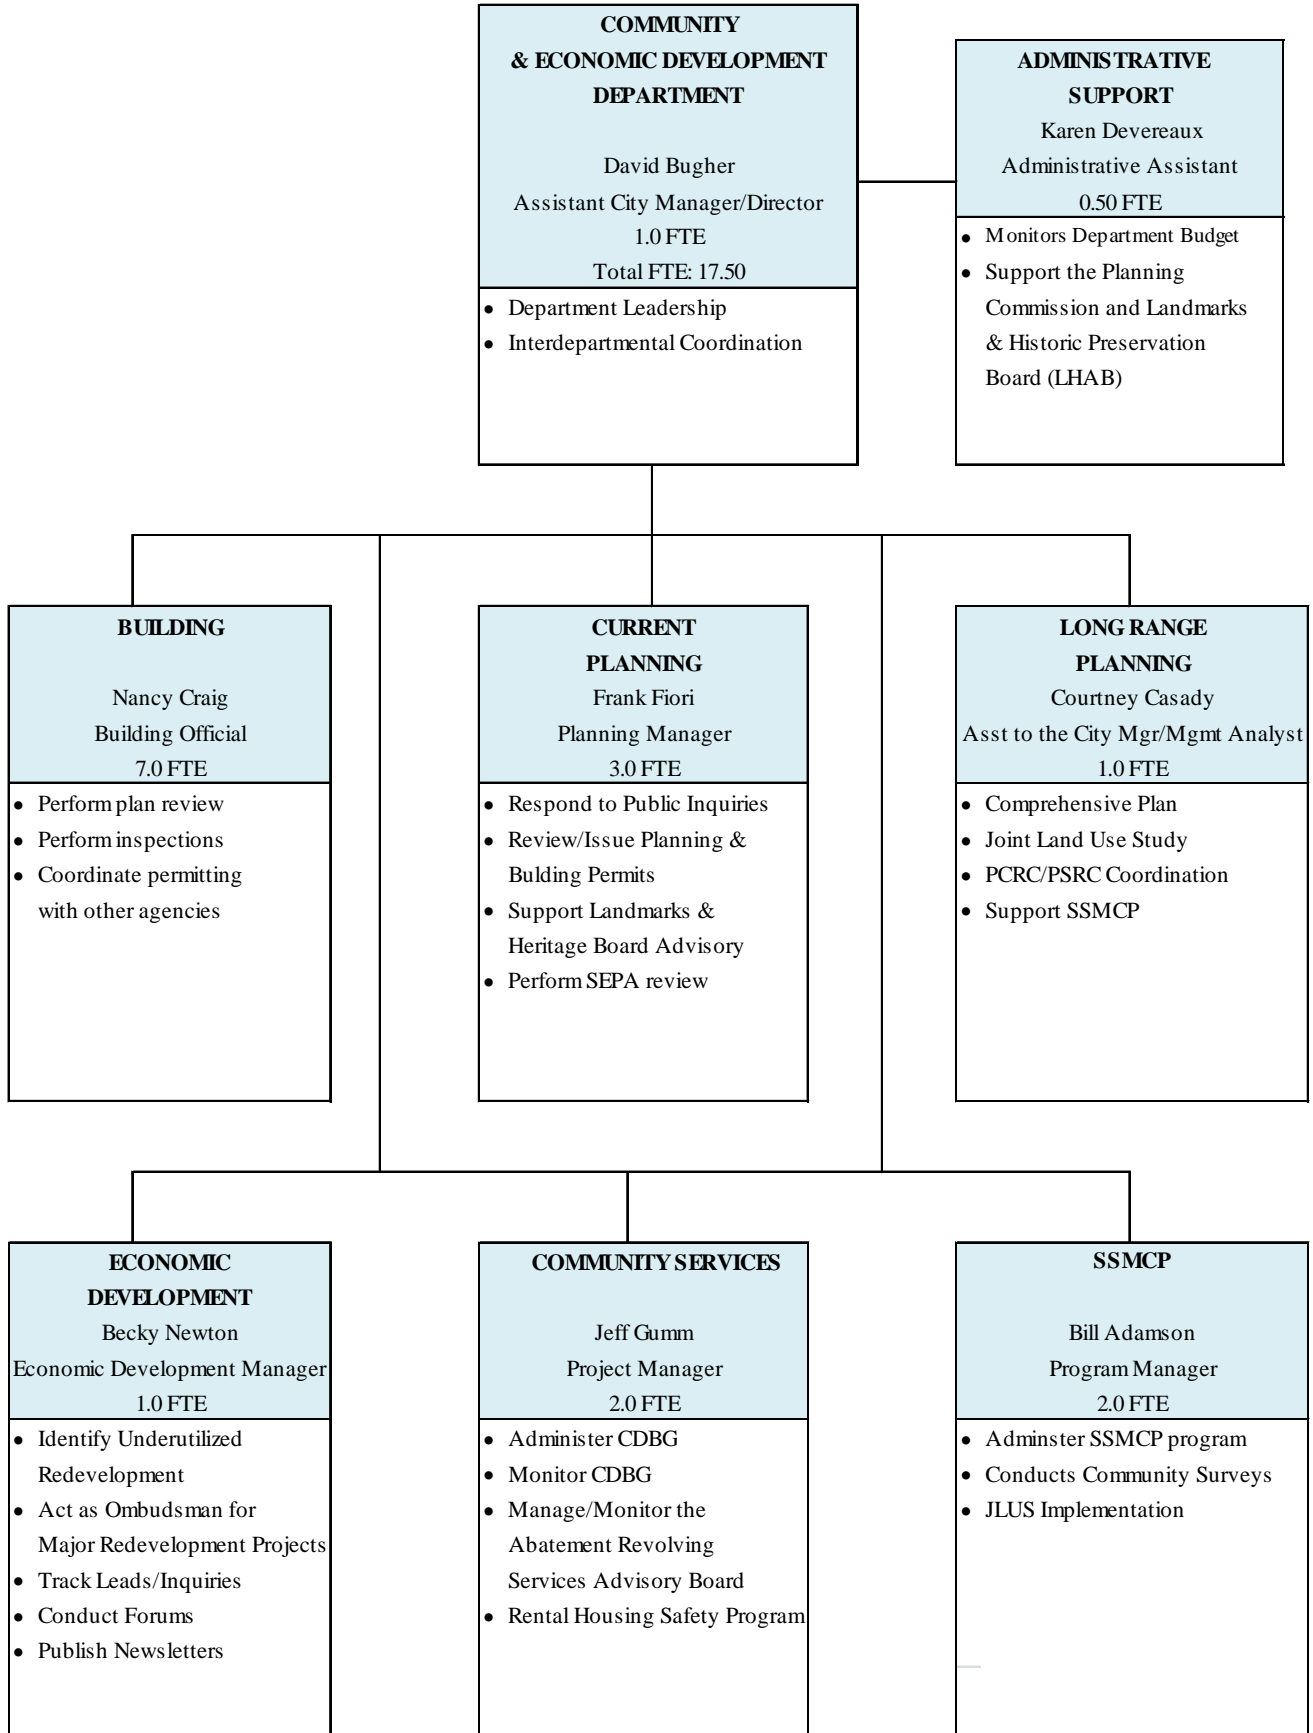 COMMUNITY
& ECONOMIC DEVELOPMENT
DEPARTMENT
David Bugher
Assistant City Manager/Director
1.0 FTE
Total FTE: 17.50
• Department Leadership
• Interdepartmental Coordination
ADMINISTRATIVE
SUPPORT
Karen Devereaux
Administrative Assistant
0.50 FTE
• Monitors Department Budget
• Support the Planning
Commission and Landmarks
& Historic Preservation
Board (LHAB)
BUILDING
Nancy Craig
Building Official
7.0 FTE
• Perform plan review
• Perform inspections
• Coordinate permitting
with other agencies
CURRENT
PLANNING
Frank Fiori
Planning Manager
3.0 FTE
• Respond to Public Inquiries
• Review/Issue Planning &
Bulding Permits
• Support Landmarks &
Heritage Board Advisory
• Perform SEPA review
LONG RANGE
PLANNING
Courtney Casady
Asst to the City Mgr/Mgmt Analyst
1.0 FTE
• Comprehensive Plan
• Joint Land Use Study
• PCRC/PSRC Coordination
• Support SSMCP
ECONOMIC
DEVELOPMENT
Becky Newton
Economic Development Manager
1.0 FTE
• Identify Underutilized
Redevelopment
• Act as Ombudsman for
Major Redevelopment Projects
• Track Leads/Inquiries
• Conduct Forums
• Publish Newsletters
COMMUNITY SERVICES
Jeff Gumm
Project Manager
2.0 FTE
• Administer CDBG
• Monitor CDBG
• Manage/Monitor the
Abatement Revolving
Services Advisory Board
• Rental Housing Safety Program
SSMCP
Bill Adamson
Program Manager
2.0 FTE
• Adminster SSMCP program
• Conducts Community Surveys
• JLUS Implementation